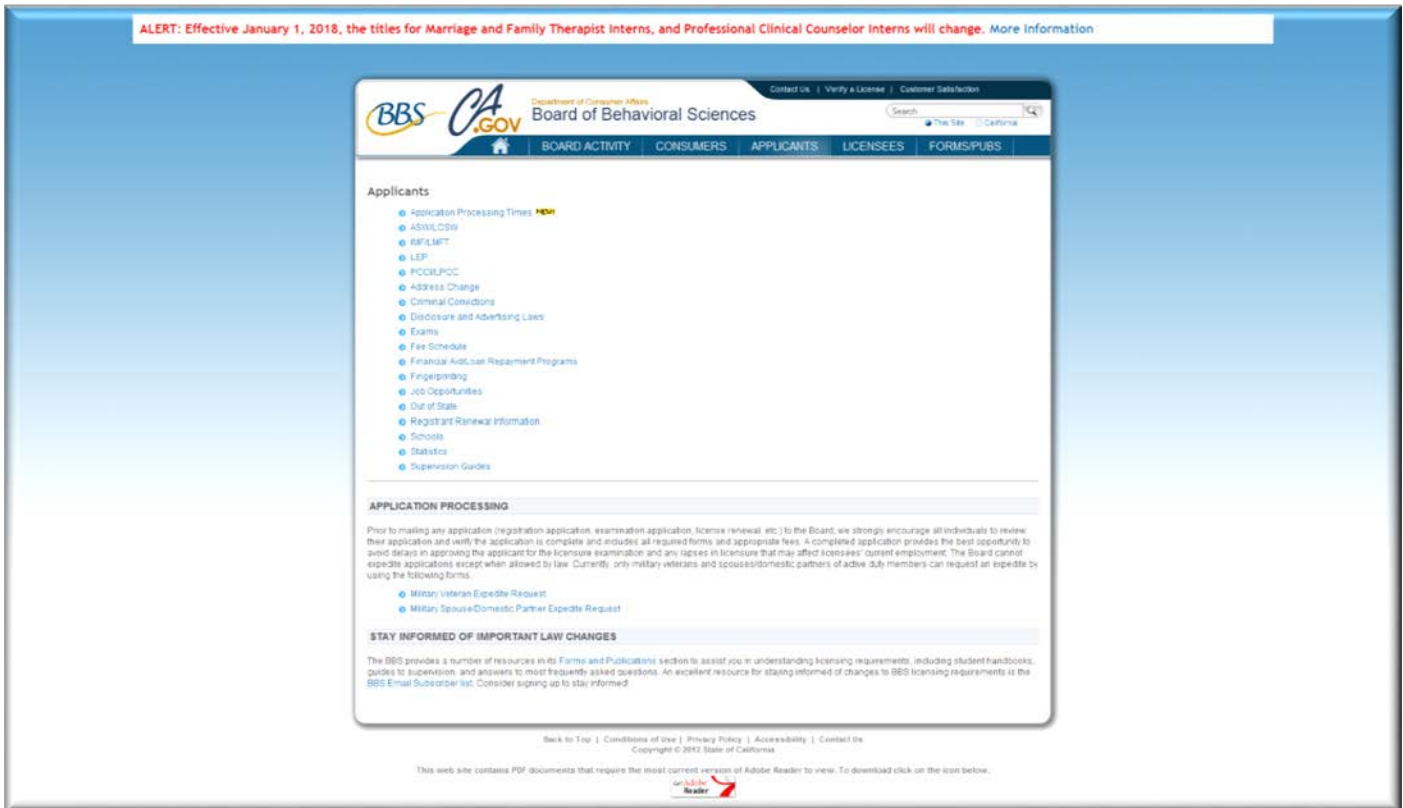 ALERT: Effective January 1, 2018, the titles for Marriage and Family Therapist Interns, and Professional Clinical Counselor Interns will change. More Information
Contact Us | Verify a License | Customer Satisfaction
BBS
CA.GOV
Department of Consumer Affairs
Board of Behavioral Sciences
Search
This Site California
BOARD ACTIVITY CONSUMERS APPLICANTS LICENSEES FORMS/PUBS
Applicants
Application Processing Times NEW!
ASW/LCSW
IMF/LMFT
LEP
PCCI/LPCC
Address Change
Criminal Convictions
Disclosure and Advertising Laws
Exams
Fee Schedule
Financial Aid/Loan Repayment Programs
Fingerprinting
Job Opportunities
Out of State
Registrant Renewal Information
Schools
Statistics
Supervision Guides
APPLICATION PROCESSING
Prior to mailing any application (registration application, examination application, license renewal, etc.) to the Board, we strongly encourage all individuals to review
their application and verify the application is complete and includes all required forms and appropriate fees. A completed application provides the best opportunity to
avoid delays in approving the applicant for the licensure examination and any lapses in licensure that may affect licensees' current employment. The Board cannot
expedite applications except when allowed by law. Currently, only military veterans and spouses/domestic partners of active duty members can request an expedite by
using the following forms.
Military Veteran Expedite Request
Military Spouse/Domestic Partner Expedite Request
STAY INFORMED OF IMPORTANT LAW CHANGES
The BBS provides a number of resources in its Forms and Publications section to assist you in understanding licensing requirements, including student handbooks,
guides to supervision, and answers to most frequently asked questions. An excellent resource for staying informed of changes to BBS licensing requirements is the
BBS Email Subscriber list. Consider signing up to stay informed!
Back to Top | Conditions of Use | Privacy Policy | Accessibility | Contact Us
Copyright © 2012 State of California
This web site contains PDF documents that require the most current version of Adobe Reader to view. To download click on the icon below.
Get Adobe
Reader